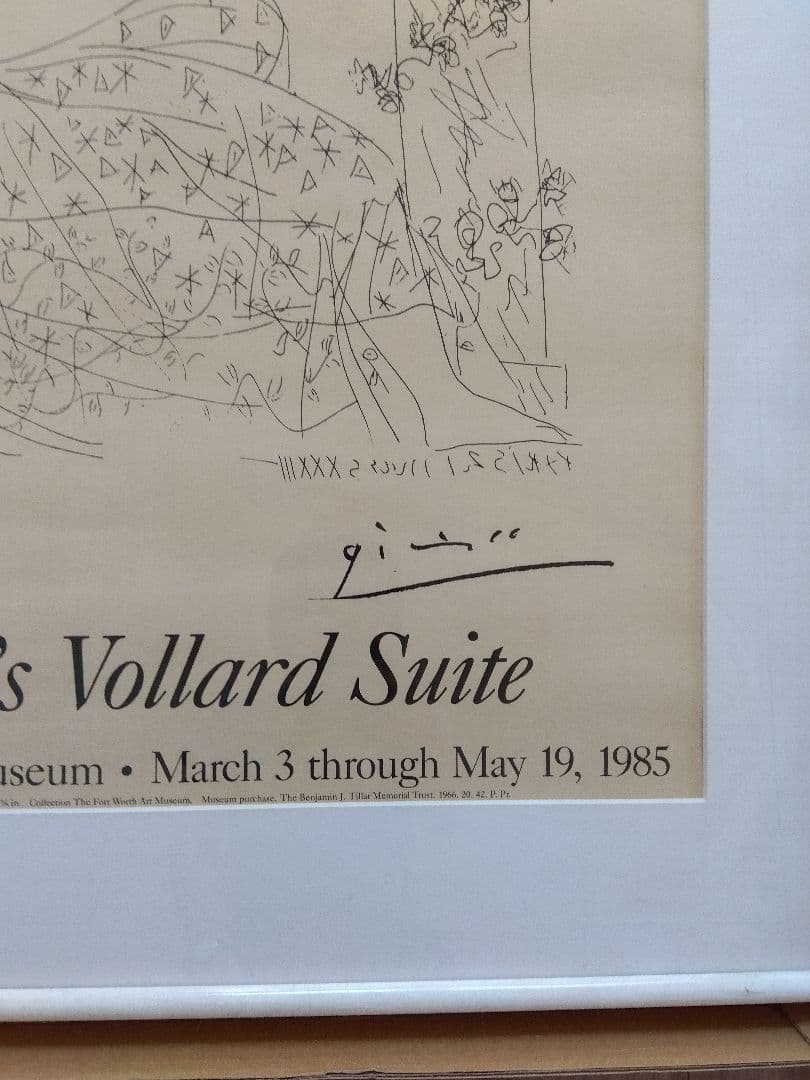 's Vollard Suite
useum • March 3 through May 19, 1985
in. Collection The Fort Worth Art Museum. Museum purchase, The Benjamin J. Tillar Memorial Trust. 1966. 20. 42. P. Pr.